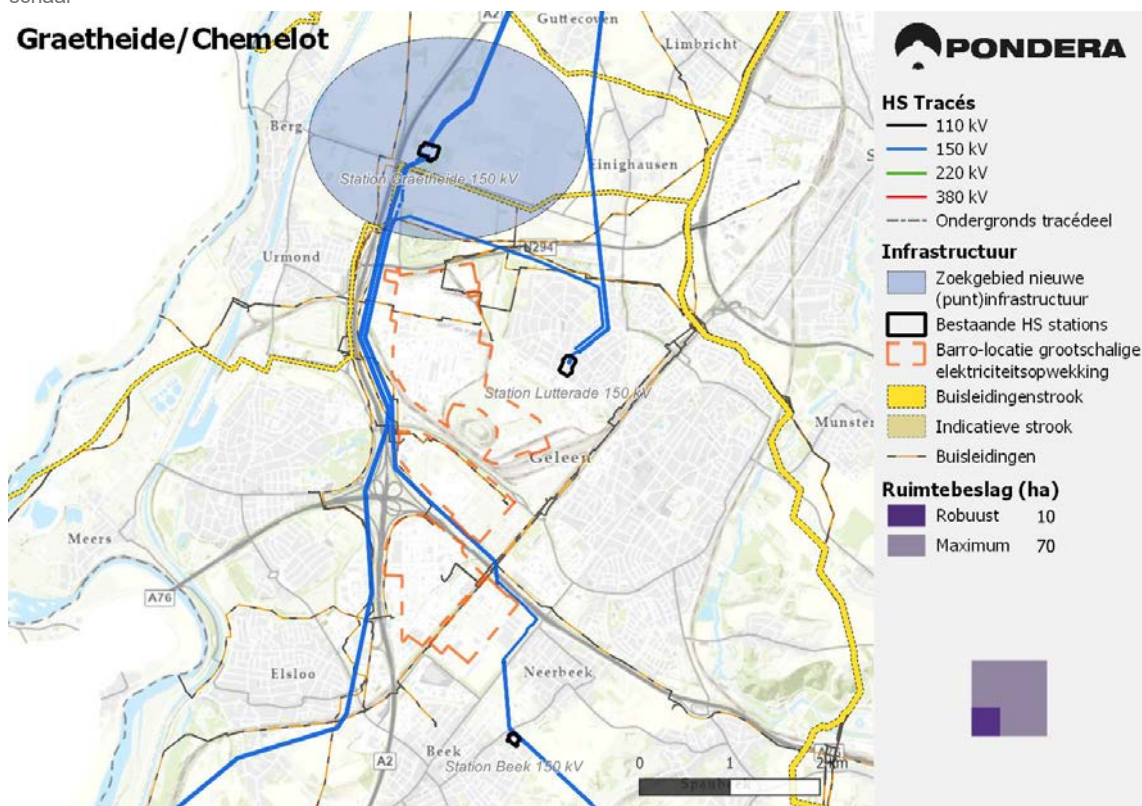 Graetheide/Chemelot
A2
Guttecoven
Limbricht
Berg
Einighausen
Station Graetheide 150 kV
N294
Urmond
Station Lutterade 150 kV
Munster
Geleen
Meers
A76
Elsloo
Neerbeek
A2
Beek
Station Beek 150 kV
Spaubeek
0 1 2 km
PONDERA
HS Tracés
110 kV
150 kV
220 kV
380 kV
Ondergronds tracédeel
Infrastructuur
Zoekgebied nieuwe
(punt)infrastructuur
Bestaande HS stations
Barro-locatie grootschalige
elektriciteitsopwekking
Buisleidingenstrook
Indicatieve strook
Buisleidingen
Ruimtebeslag (ha)
Robuust 10
Maximum 70